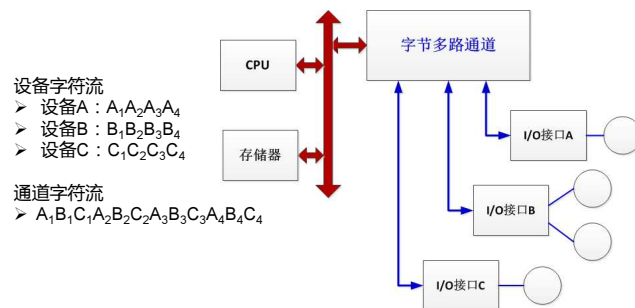 设备字符流
➢ 设备A：A₁A₂A₃A₄
➢ 设备B：B₁B₂B₃B₄
➢ 设备C：C₁C₂C₃C₄
通道字符流
➢ A₁B₁C₁A₂B₂C₂A₃B₃C₃A₄B₄C₄
CPU
存储器
字节多路通道
I/O接口A
I/O接口B
I/O接口C